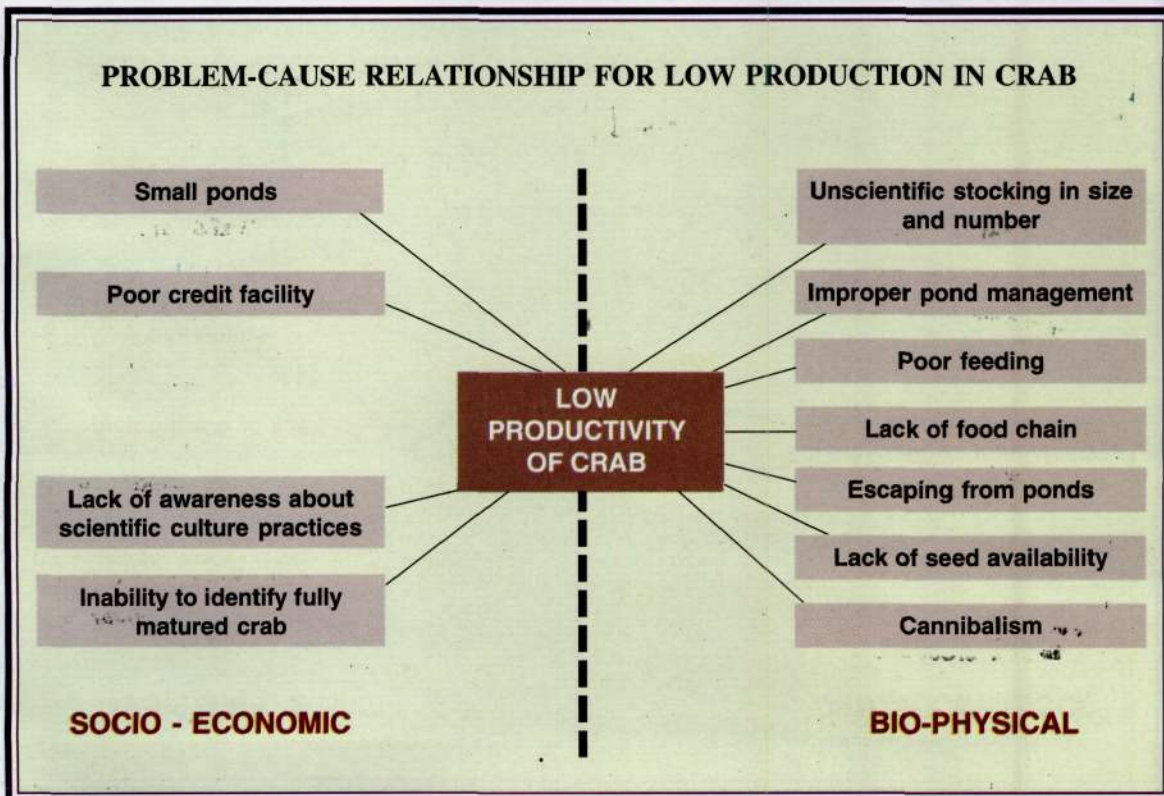 PROBLEM-CAUSE RELATIONSHIP FOR LOW PRODUCTION IN CRAB
Small ponds
Poor credit facility
Lack of awareness about
scientific culture practices
Inability to identify fully
matured crab
SOCIO - ECONOMIC
LOW
PRODUCTIVITY
OF CRAB
Unscientific stocking in size
and number
Improper pond management
Poor feeding
Lack of food chain
Escaping from ponds
Lack of seed availability
Cannibalism
BIO-PHYSICAL